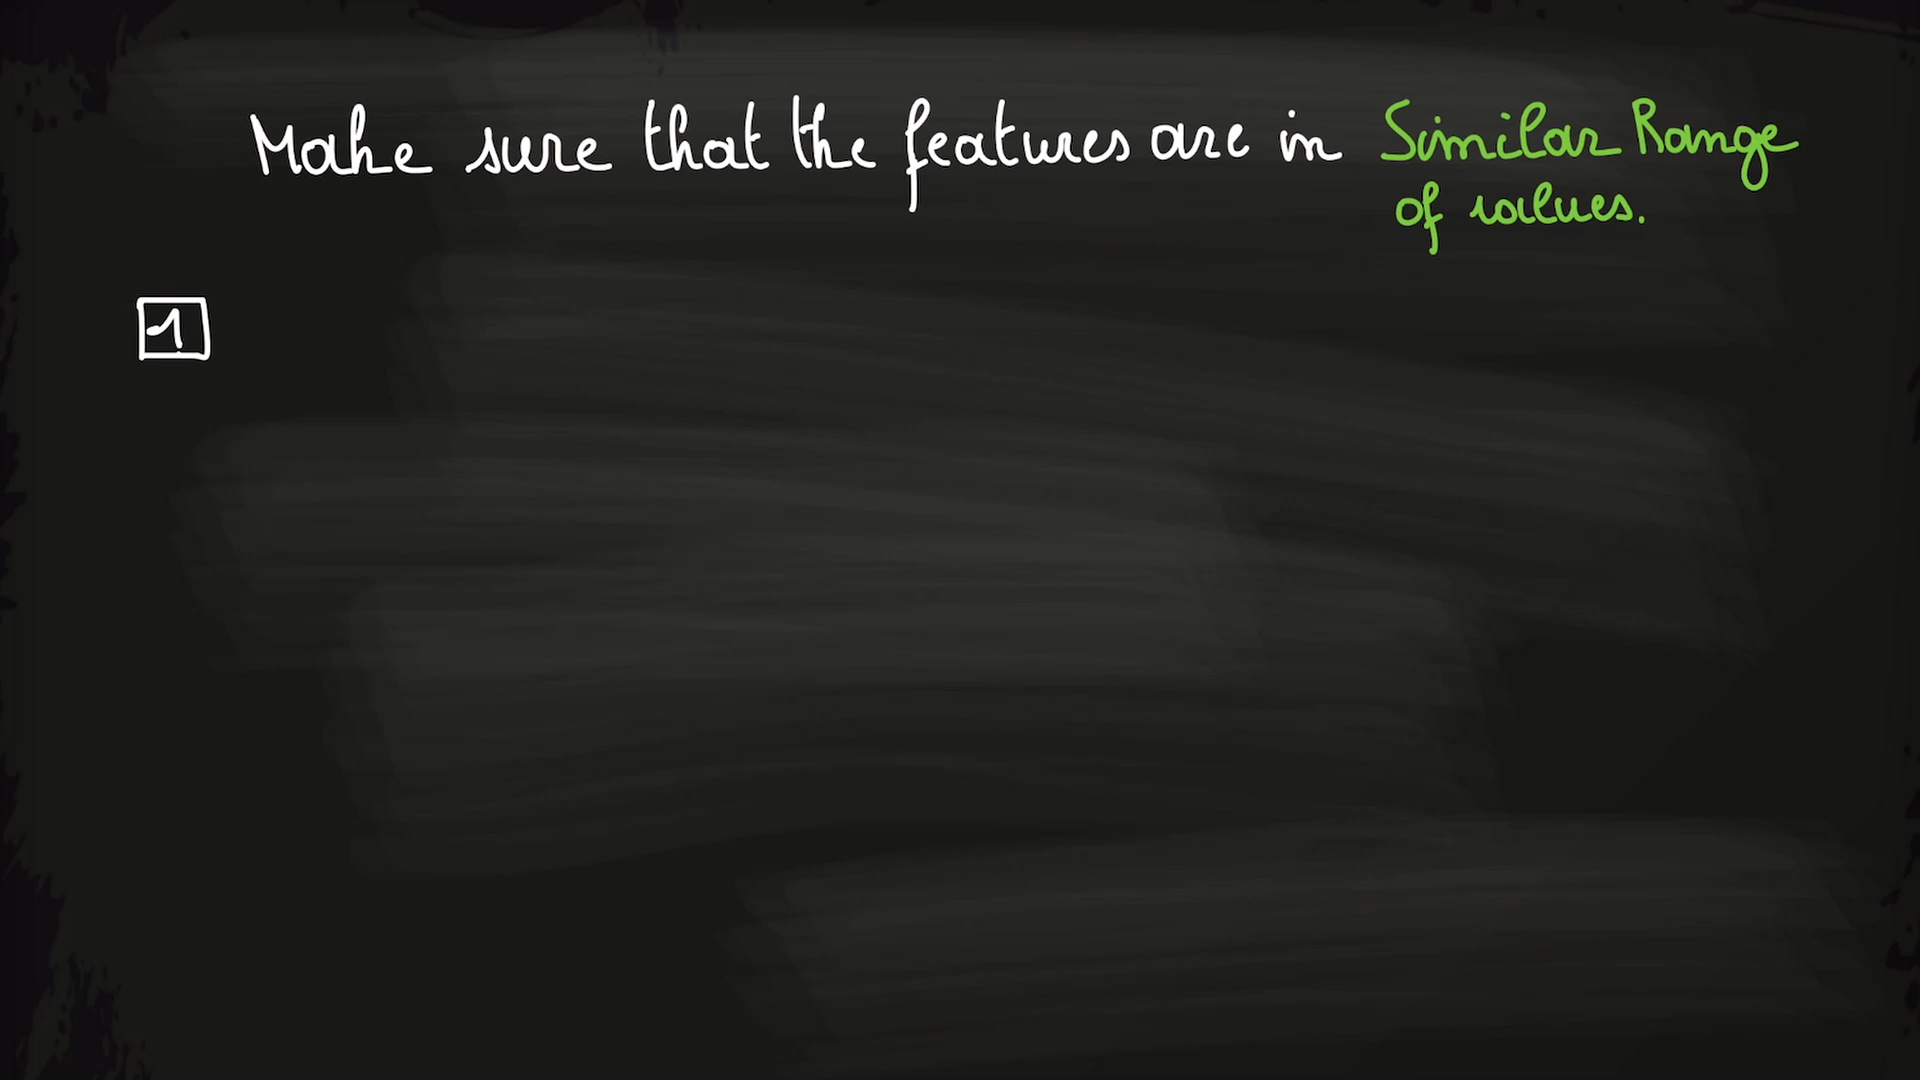 Make sure that the features are in Similar Range
of values.
1